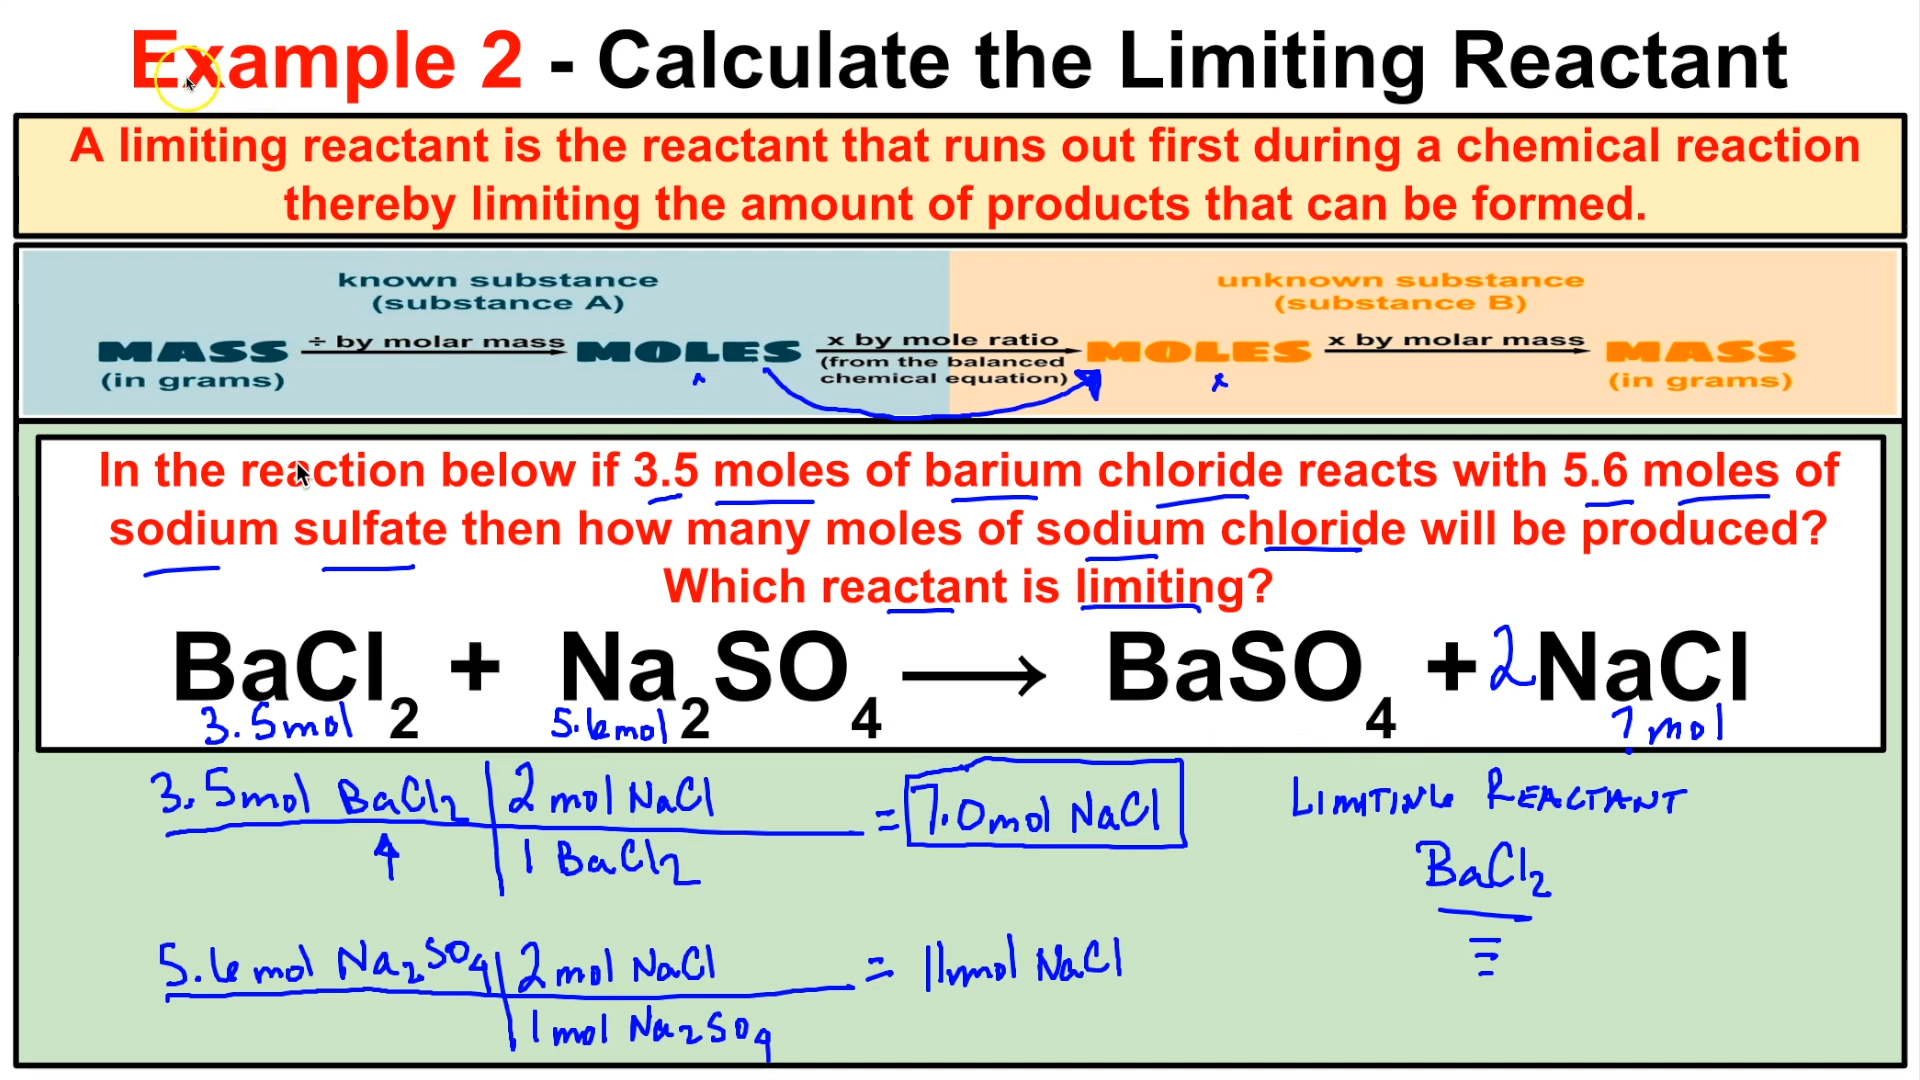 Example 2 - Calculate the Limiting Reactant
A limiting reactant is the reactant that runs out first during a chemical reaction
thereby limiting the amount of products that can be formed.
known substance
(substance A)
unknown substance
(substance B)
MASS ÷ by molar mass MOLES x by mole ratio MOLES x by molar mass MASS
(in grams) (from the balanced chemical equation) (in grams)
x x
In the reaction below if 3.5 moles of barium chloride reacts with 5.6 moles of
sodium sulfate then how many moles of sodium chloride will be produced?
Which reactant is limiting?
BaCl2 + Na2SO4 → BaSO4 + 2NaCl
3.5mol 5.6mol ? mol
3.5mol BaCl2 | 2 mol NaCl = 7.0mol NaCl
1 BaCl2
LIMITING REACTANT
BaCl2
5.6 mol Na2SO4 | 2 mol NaCl = 11 mol NaCl
1 mol Na2SO4